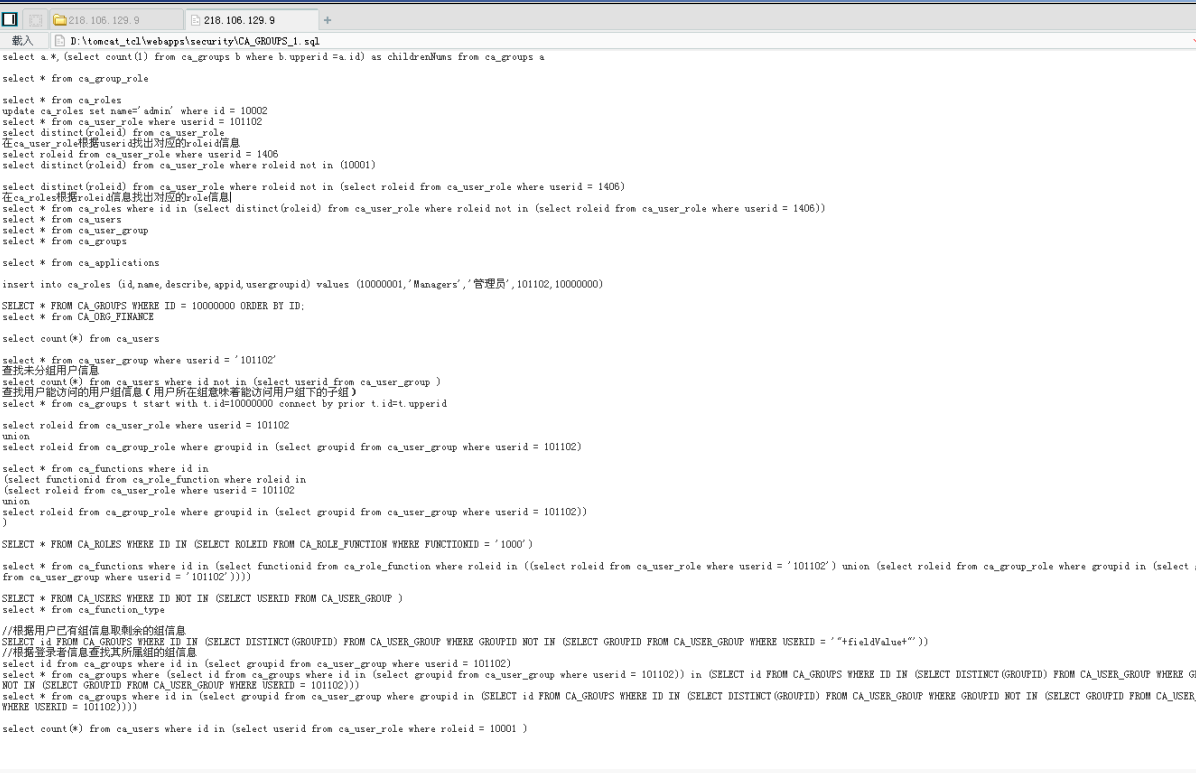 218.106.129.9
218.106.129.9
+
载入
D:\tomcat_tcl\webapps\security\CA_GROUPS_1.sql
select a.*,(select count(1) from ca_groups b where b.upperid =a.id) as childrenNums from ca_groups a
select * from ca_group_role
select * from ca_roles
update ca_roles set name='admin' where id = 10002
select * from ca_user_role where userid = 101102
select distinct(roleid) from ca_user_role
在ca_user_role根据userid找出对应的roleid信息
select roleid from ca_user_role where userid = 1406
select distinct(roleid) from ca_user_role where roleid not in (10001)
select distinct(roleid) from ca_user_role where roleid not in (select roleid from ca_user_role where userid = 1406)
在ca_roles根据roleid信息找出对应的role信息
select * from ca_roles where id in (select distinct(roleid) from ca_user_role where roleid not in (select roleid from ca_user_role where userid = 1406))
select * from ca_users
select * from ca_user_group
select * from ca_groups
select * from ca_applications
insert into ca_roles (id,name,describe,appid,usergroupid) values (10000001,'Managers','管理员',101102,10000000)
SELECT * FROM CA_GROUPS WHERE ID = 10000000 ORDER BY ID;
select * from CA_ORG_FINANCE
select count(*) from ca_users
select * from ca_user_group where userid = '101102'
查找未分组用户信息
select count(*) from ca_users where id not in (select userid from ca_user_group )
查找用户能访问的用户组信息（用户所在组意味着能访问用户组下的子组）
select * from ca_groups t start with t.id=10000000 connect by prior t.id=t.upperid
select roleid from ca_user_role where userid = 101102
union
select roleid from ca_group_role where groupid in (select groupid from ca_user_group where userid = 101102)
select * from ca_functions where id in
(select functionid from ca_role_function where roleid in
(select roleid from ca_user_role where userid = 101102
union
select roleid from ca_group_role where groupid in (select groupid from ca_user_group where userid = 101102))
)
SELECT * FROM CA_ROLES WHERE ID IN (SELECT ROLEID FROM CA_ROLE_FUNCTION WHERE FUNCTIONID = '1000')
select * from ca_functions where id in (select functionid from ca_role_function where roleid in ((select roleid from ca_user_role where userid = '101102') union (select roleid from ca_group_role where groupid in (select
from ca_user_group where userid = '101102'))))
SELECT * FROM CA_USERS WHERE ID NOT IN (SELECT USERID FROM CA_USER_GROUP )
select * from ca_function_type
//根据用户已有组信息取剩余的组信息
SELECT id FROM CA_GROUPS WHERE ID IN (SELECT DISTINCT(GROUPID) FROM CA_USER_GROUP WHERE GROUPID NOT IN (SELECT GROUPID FROM CA_USER_GROUP WHERE USERID = '"+fieldValue+"'))
//根据登录者信息查找其所属组的组信息
select id from ca_groups where id in (select groupid from ca_user_group where userid = 101102)
select * from ca_groups where (select id from ca_groups where id in (select groupid from ca_user_group where userid = 101102)) in (SELECT id FROM CA_GROUPS WHERE ID IN (SELECT DISTINCT(GROUPID) FROM CA_USER_GROUP WHERE
NOT IN (SELECT GROUPID FROM CA_USER_GROUP WHERE USERID = 101102)))
select * from ca_groups where id in (select groupid from ca_user_group where groupid in (SELECT id FROM CA_GROUPS WHERE ID IN (SELECT DISTINCT(GROUPID) FROM CA_USER_GROUP WHERE GROUPID NOT IN (SELECT GROUPID FROM CA_USER
WHERE USERID = 101102))))
select count(*) from ca_users where id in (select userid from ca_user_role where roleid = 10001 )